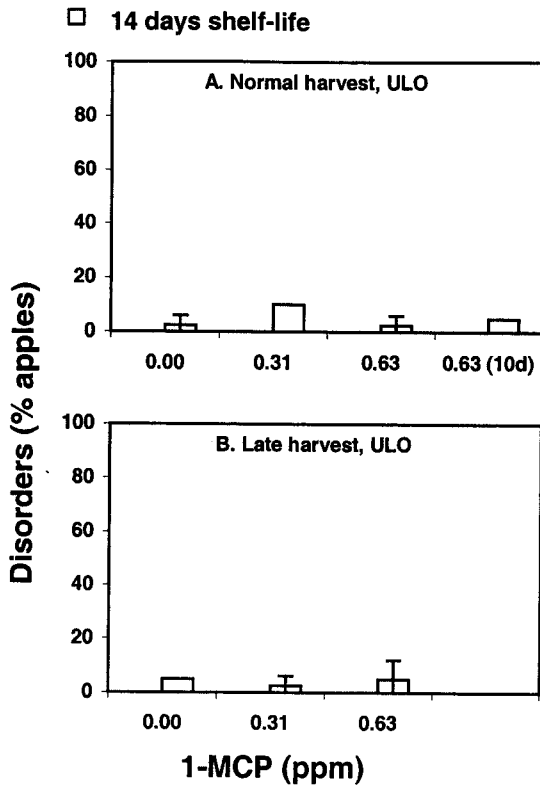 14 days shelf-life
100
A. Normal harvest, ULO
80
60
40
20
0
0.00 0.31 0.63 0.63 (10d)
Disorders (% apples)
100
B. Late harvest, ULO
80
60
40
20
0
0.00 0.31 0.63
1-MCP (ppm)